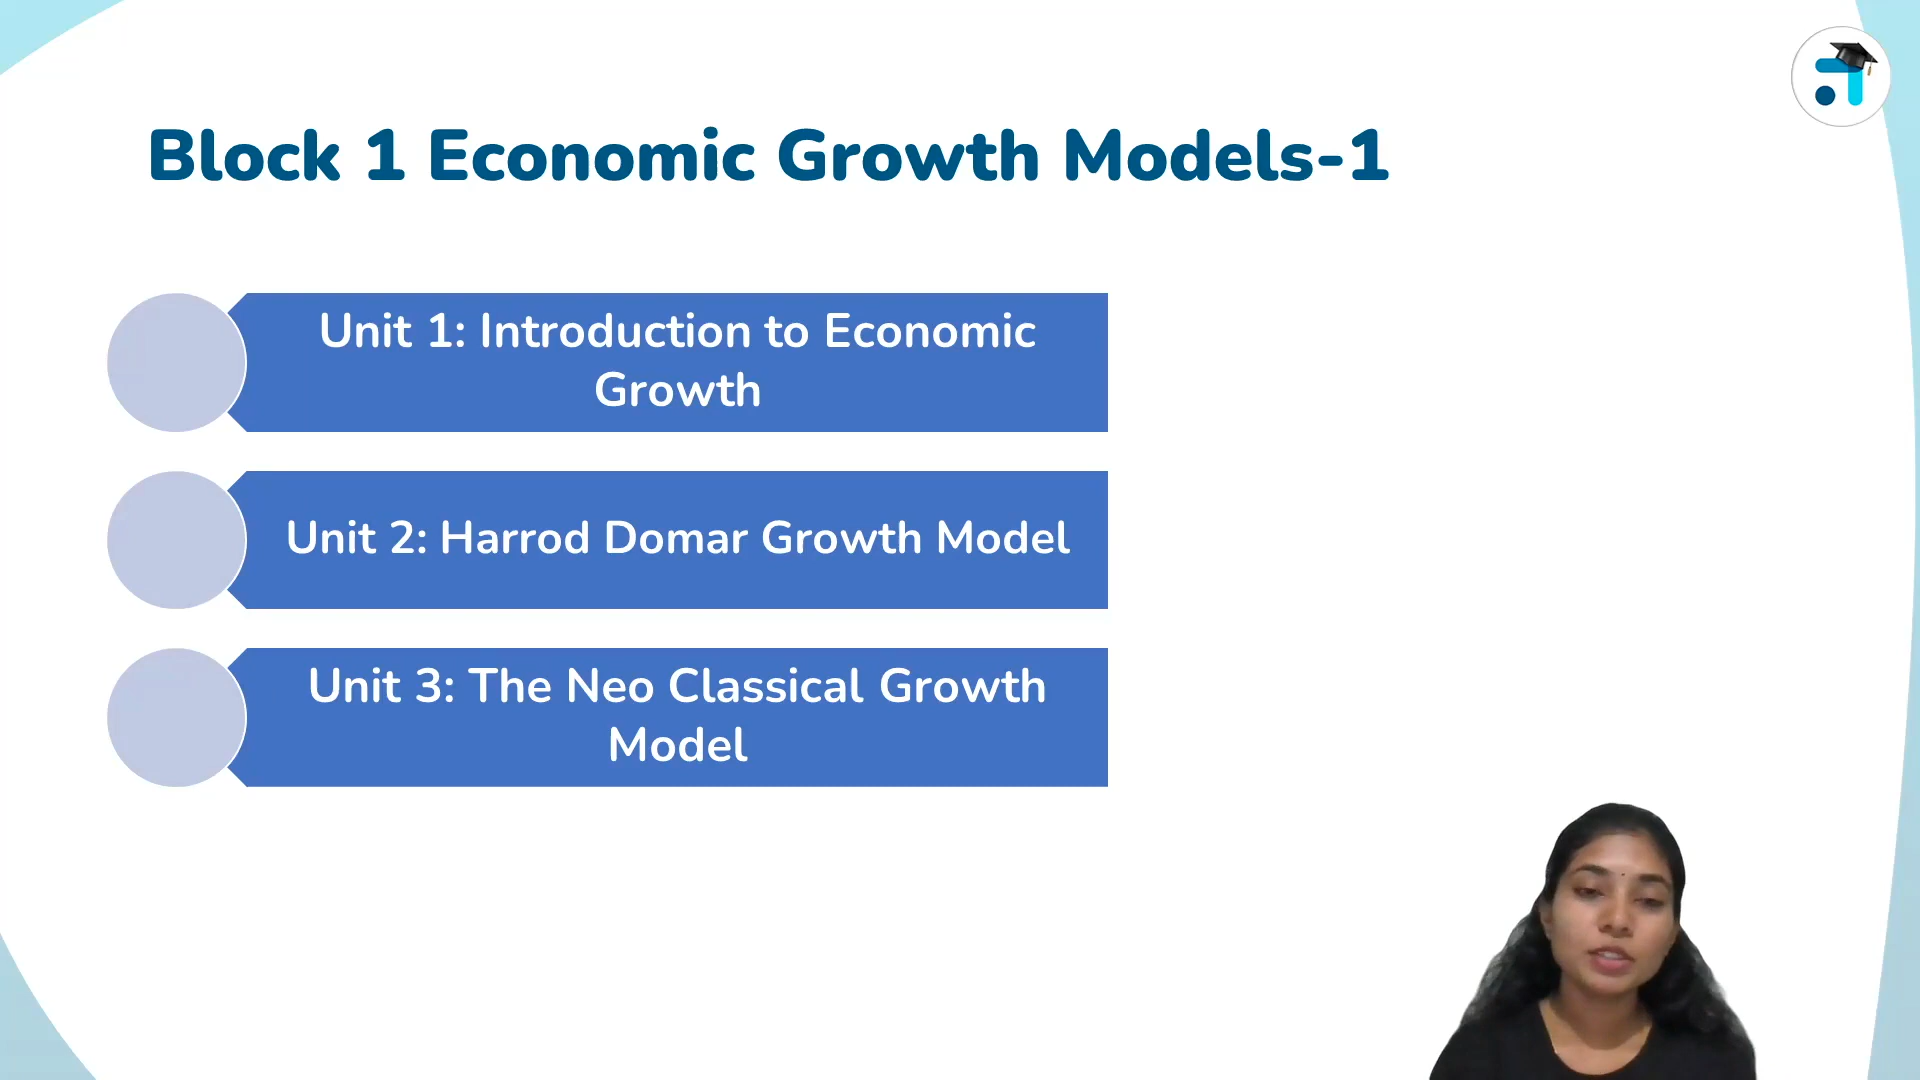 Block 1 Economic Growth Models-1
Unit 1: Introduction to Economic
Growth
Unit 2: Harrod Domar Growth Model
Unit 3: The Neo Classical Growth
Model